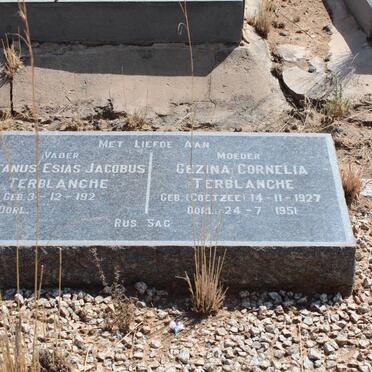 Met Liefde Aan
Vader
Esias Jacobus
Terblanche
Geb. 3-12-192
Oorl.
Moeder
Gezina Cornelia
Terblanche
Geb. (Coetzee) 14-11-1927
Oorl. 24-7-1951
Rus Sag